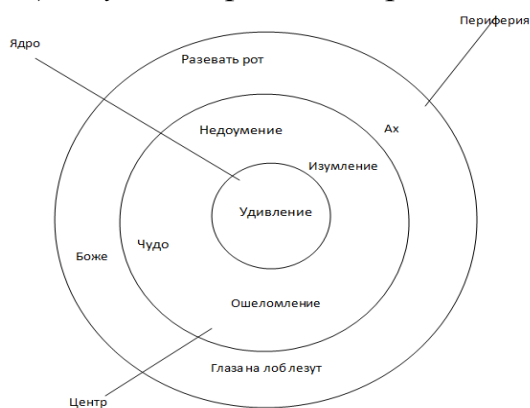 Периферия
Ядро
Разевать рот
Недоумение
Ах
Изумление
Удивление
Чудо
Боже
Ошеломление
Глаза на лоб лезут
Центр